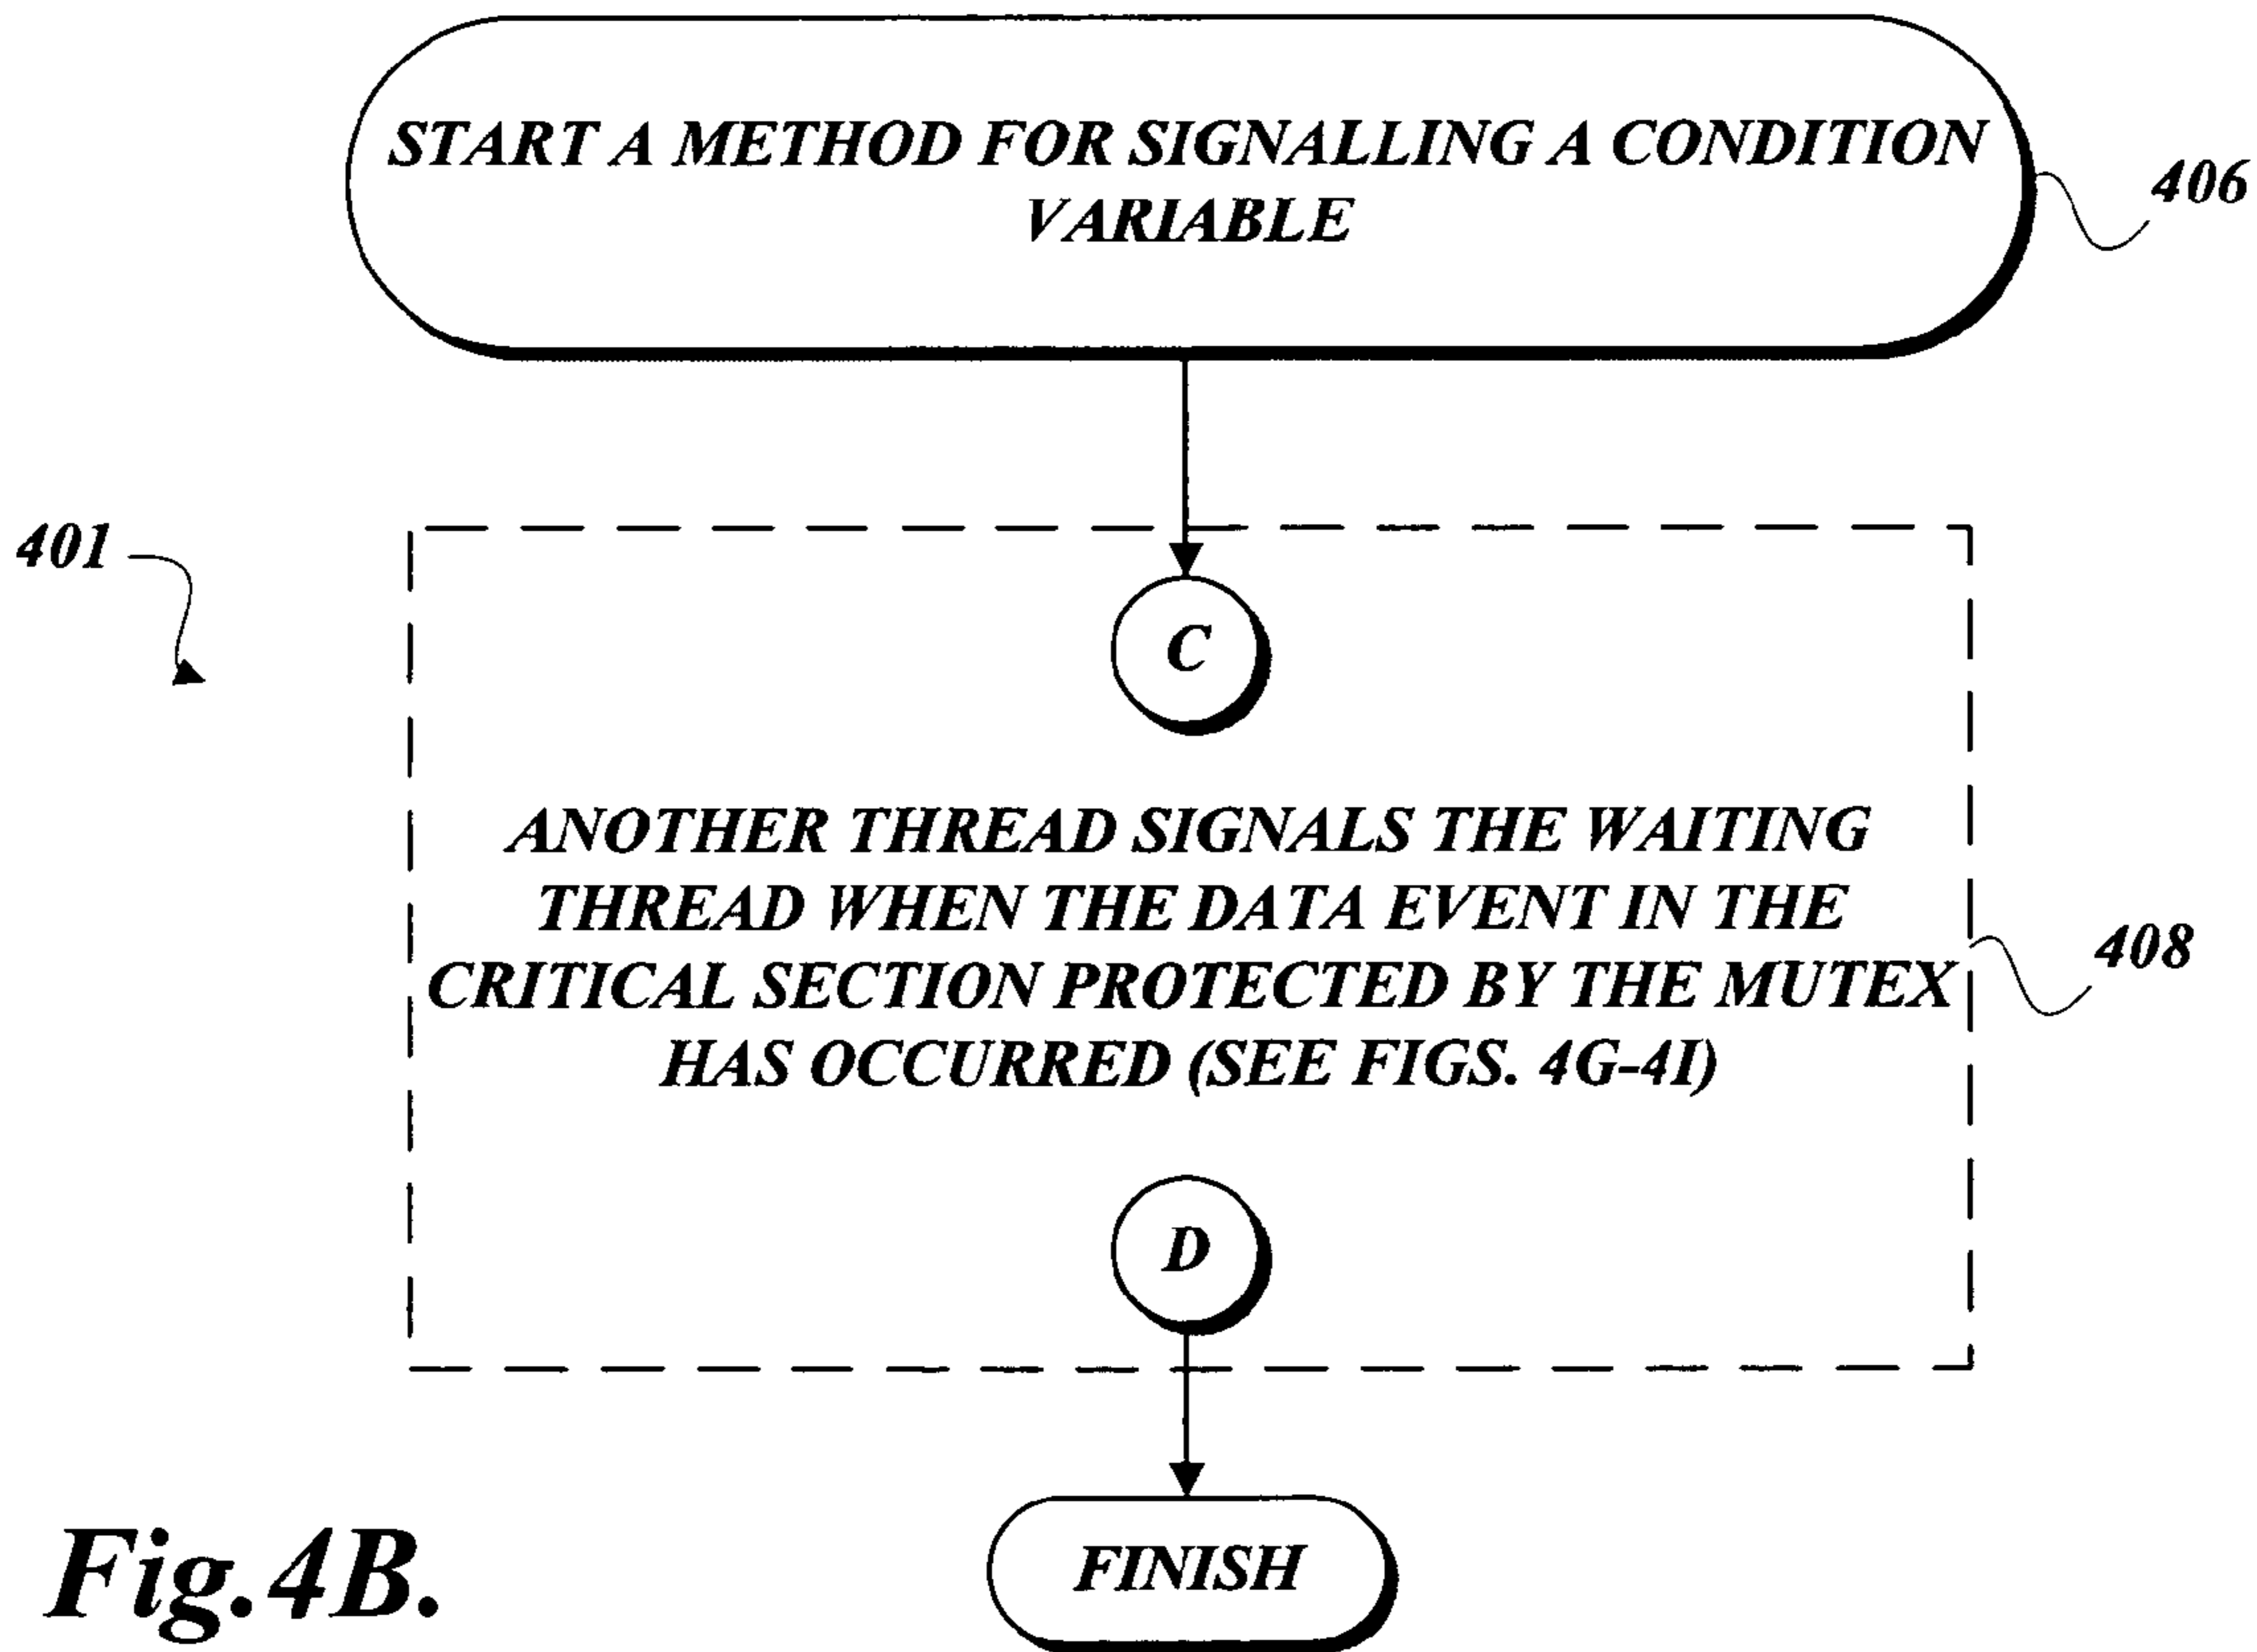 START A METHOD FOR SIGNALLING A CONDITION
VARIABLE
406
401
C
ANOTHER THREAD SIGNALS THE WAITING
THREAD WHEN THE DATA EVENT IN THE
CRITICAL SECTION PROTECTED BY THE MUTEX
HAS OCCURRED (SEE FIGS. 4G-4I)
408
D
FINISH
Fig.4B.